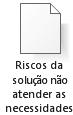 Riscos da
solução não
atender as
necessidades